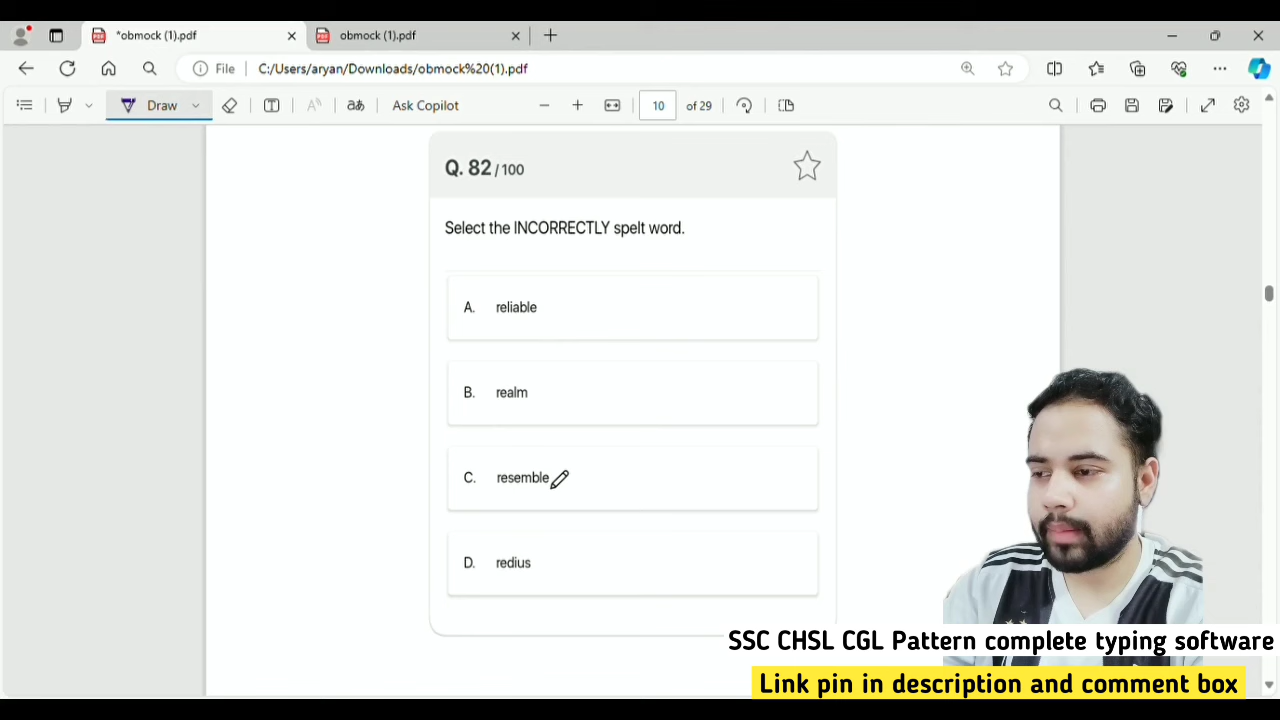 *obmock (1).pdf
obmock (1).pdf
File
C:/Users/aryan/Downloads/obmock%20(1).pdf
Draw
Ask Copilot
10 of 29
Q. 82 / 100
Select the INCORRECTLY spelt word.
A. reliable
B. realm
C. resemble
D. redius
SSC CHSL CGL Pattern complete typing software
Link pin in description and comment box